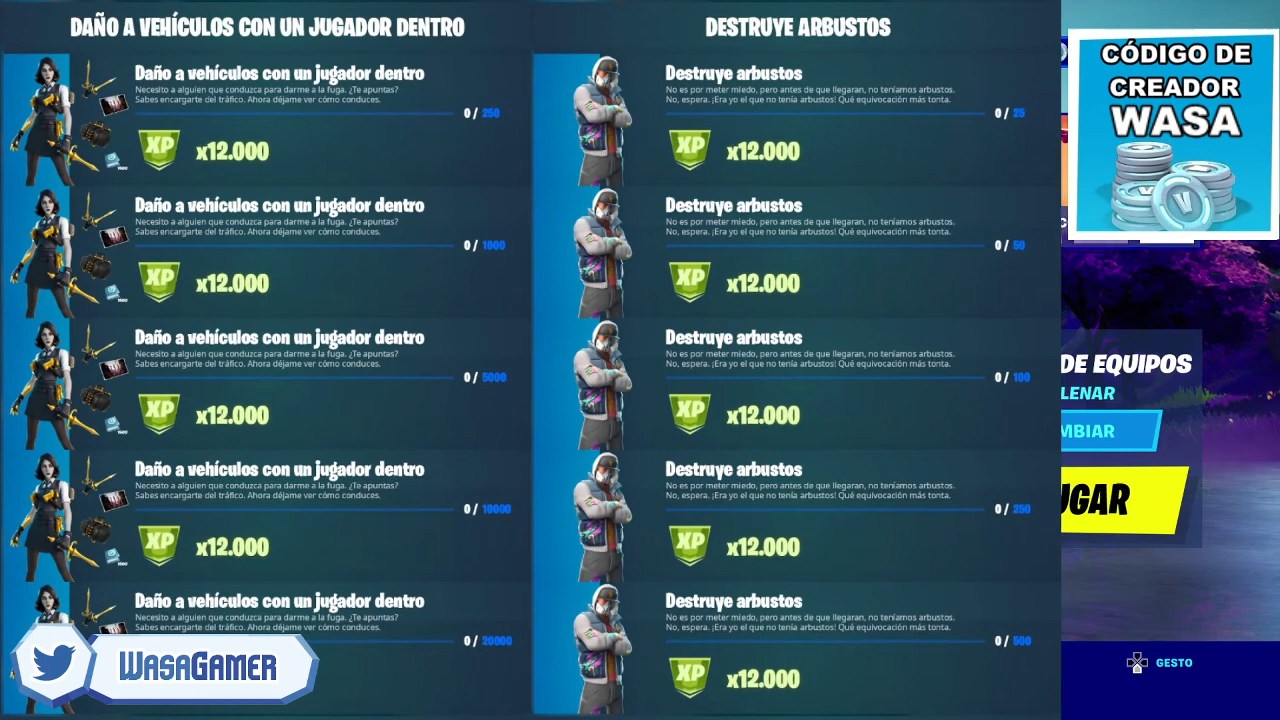 DAÑO A VEHÍCULOS CON UN JUGADOR DENTRO
Daño a vehículos con un jugador dentro
Necesito a alguien que conduzca para darme a la fuga. ¿Te apuntas?
Sabes encargarte del tráfico. Ahora déjame ver cómo conduces.
0 / 250
XP x12.000
Daño a vehículos con un jugador dentro
Necesito a alguien que conduzca para darme a la fuga. ¿Te apuntas?
Sabes encargarte del tráfico. Ahora déjame ver cómo conduces.
0 / 1000
XP x12.000
Daño a vehículos con un jugador dentro
Necesito a alguien que conduzca para darme a la fuga. ¿Te apuntas?
Sabes encargarte del tráfico. Ahora déjame ver cómo conduces.
0 / 5000
XP x12.000
Daño a vehículos con un jugador dentro
Necesito a alguien que conduzca para darme a la fuga. ¿Te apuntas?
Sabes encargarte del tráfico. Ahora déjame ver cómo conduces.
0 / 10000
XP x12.000
Daño a vehículos con un jugador dentro
Necesito a alguien que conduzca para darme a la fuga. ¿Te apuntas?
Sabes encargarte del tráfico. Ahora déjame ver cómo conduces.
0 / 20000
WASAGAMER
DESTRUYE ARBUSTOS
Destruye arbustos
No es por meter miedo, pero antes de que llegaran, no teníamos arbustos.
No, espera. ¡Era yo el que no tenía arbustos! Qué equivocación más tonta.
0 / 25
XP x12.000
Destruye arbustos
No es por meter miedo, pero antes de que llegaran, no teníamos arbustos.
No, espera. ¡Era yo el que no tenía arbustos! Qué equivocación más tonta.
0 / 50
XP x12.000
Destruye arbustos
No es por meter miedo, pero antes de que llegaran, no teníamos arbustos.
No, espera. ¡Era yo el que no tenía arbustos! Qué equivocación más tonta.
0 / 100
XP x12.000
Destruye arbustos
No es por meter miedo, pero antes de que llegaran, no teníamos arbustos.
No, espera. ¡Era yo el que no tenía arbustos! Qué equivocación más tonta.
0 / 250
XP x12.000
Destruye arbustos
No es por meter miedo, pero antes de que llegaran, no teníamos arbustos.
No, espera. ¡Era yo el que no tenía arbustos! Qué equivocación más tonta.
0 / 500
XP x12.000
CÓDIGO DE
CREADOR
WASA
DE EQUIPOS
LENAR
MBIAR
UGAR
GESTO